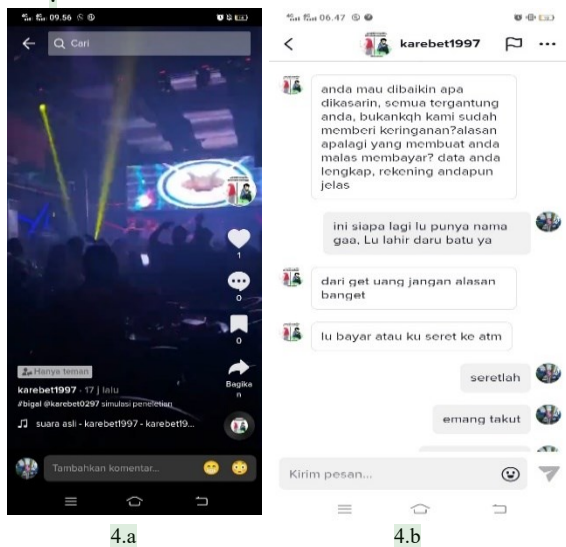 09.56
Cari
1
0
0
Bagika
n
Hanya teman
karebet1997 · 17 j lalu
#bigal @karebet0297 simulasi peneletian
suara asli - karebet1997 - karebet19...
Tambahkan komentar...
4.a
06.47
karebet1997
anda mau dibaikin apa
dikasarin, semua tergantung
anda, bukankqh kami sudah
memberi keringanan?alasan
apalagi yang membuat anda
malas membayar? data anda
lengkap, rekening andapun
jelas
ini siapa lagi lu punya nama
gaa, Lu lahir daru batu ya
dari get uang jangan alasan
banget
lu bayar atau ku seret ke atm
seretlah
emang takut
Kirim pesan...
4.b